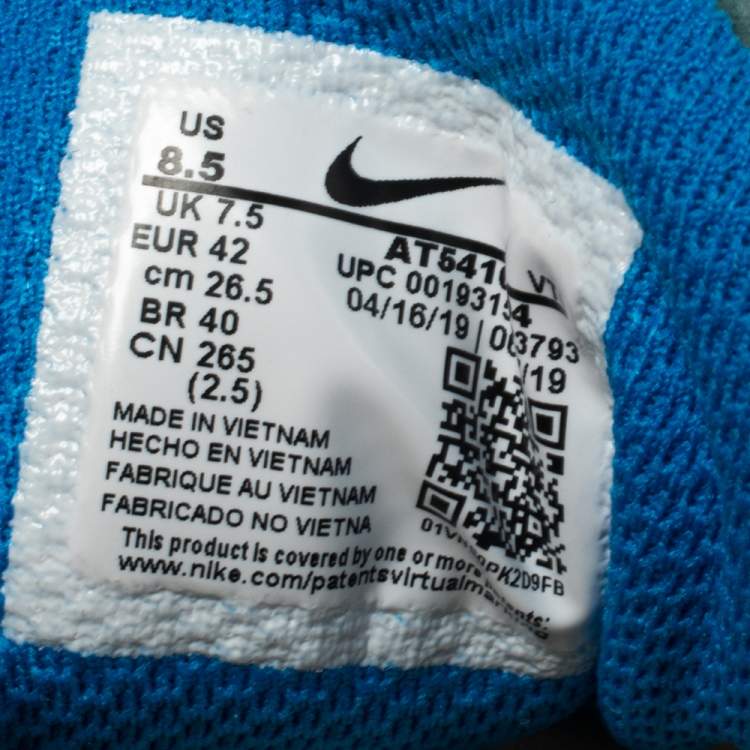 US
8.5
UK 7.5
EUR 42
cm 26.5
BR 40
CN 265
(2.5)
UPC
04/16/19 |
/19
MADE IN VIETNAM
HECHO EN VIETNAM
FABRIQUE AU VIETNAM
FABRICADO NO VIETNA
This product is covered by one or more patents:
www.nike.com/patentsvirtualmarking